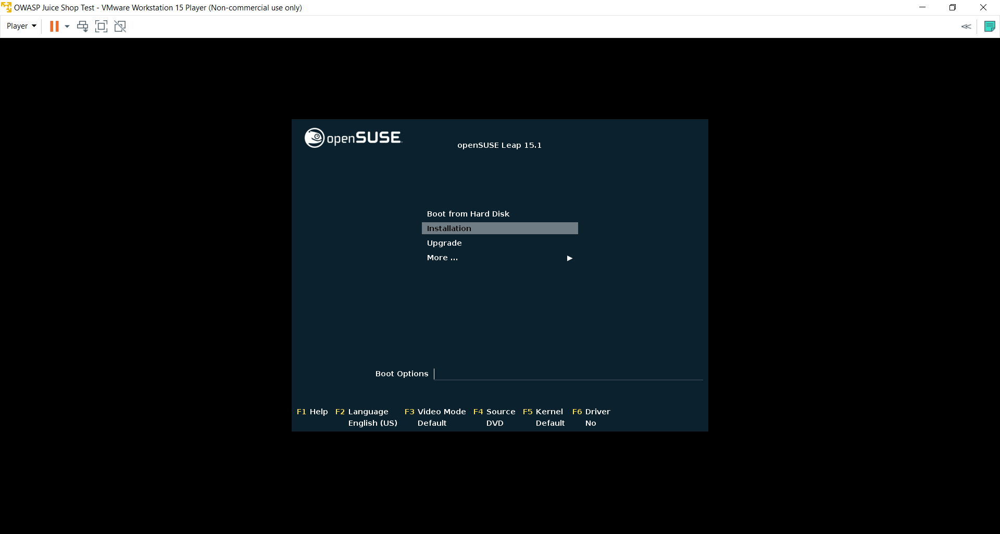 OWASP Juice Shop Test - VMware Workstation 15 Player (Non-commercial use only)
Player
openSUSE.
openSUSE Leap 15.1
Boot from Hard Disk
Installation
Upgrade
More ...
Boot Options
F1 Help F2 Language F3 Video Mode F4 Source F5 Kernel F6 Driver
English (US) Default DVD Default No